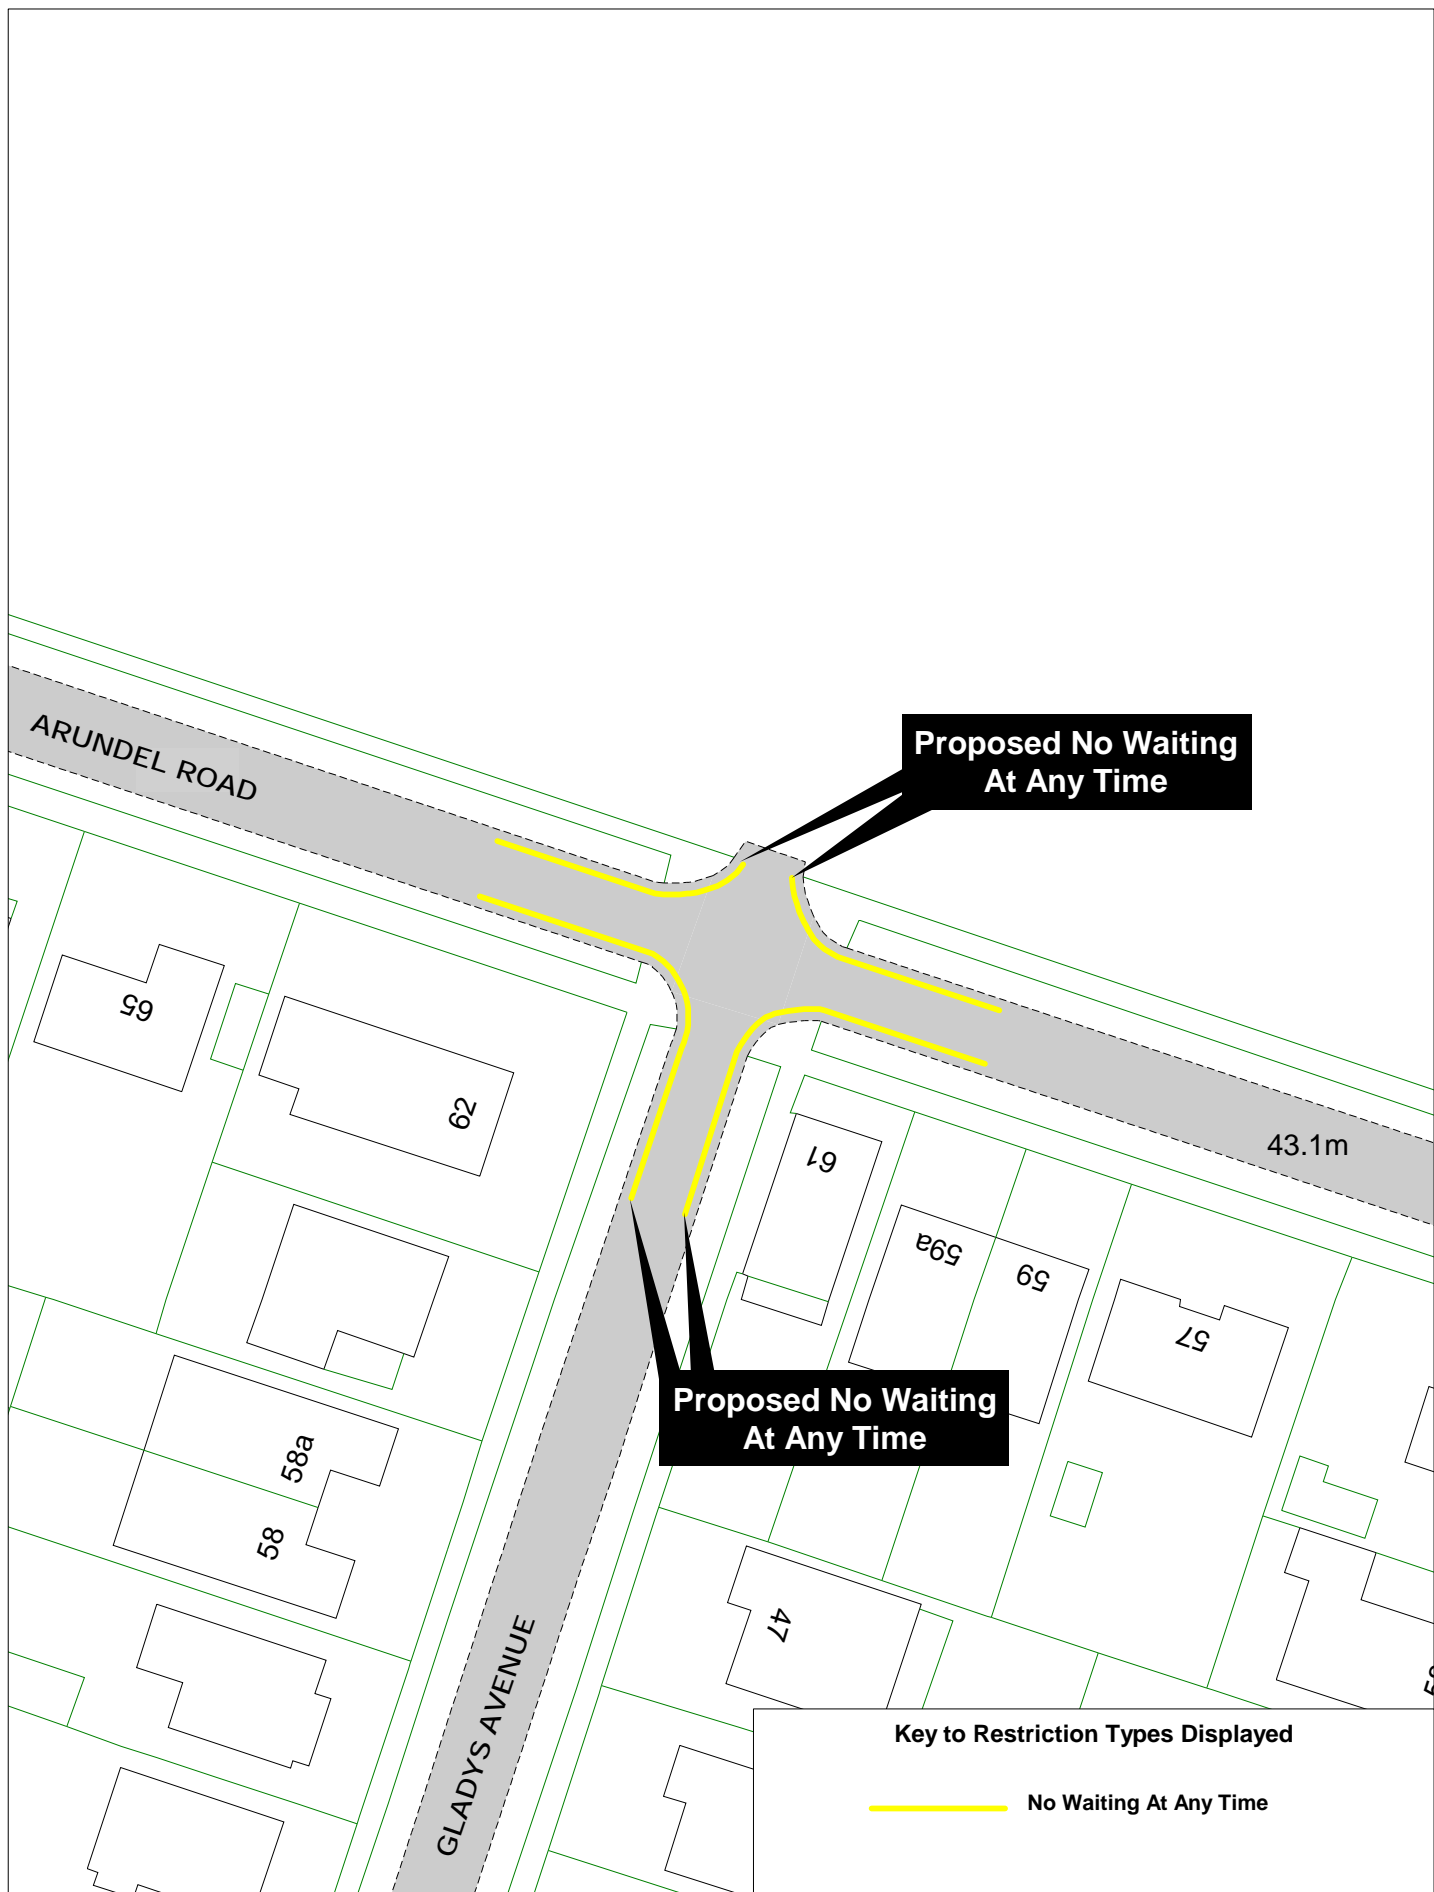 ARUNDEL ROAD
Proposed No Waiting
At Any Time
65
62
61
43.1m
59a
59
57
Proposed No Waiting
At Any Time
58a
58
47
GLADYS AVENUE
Key to Restriction Types Displayed
No Waiting At Any Time